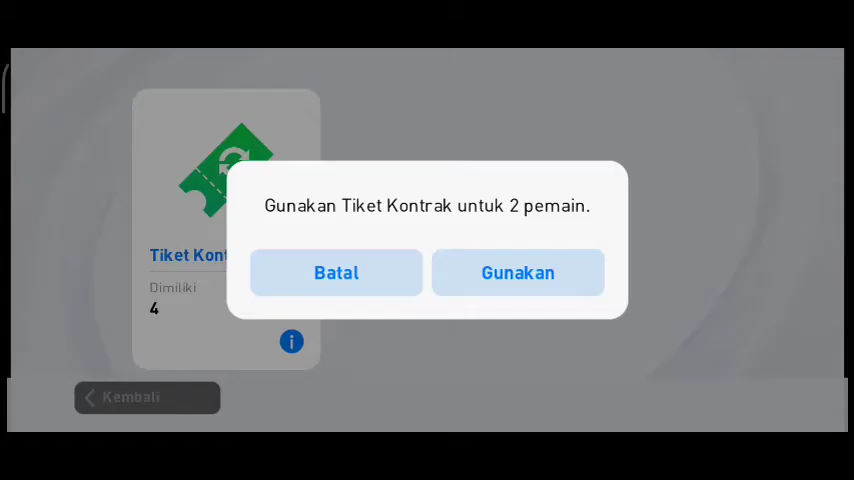 Gunakan Tiket Kontrak untuk 2 pemain.
Batal
Gunakan
Tiket Kont
Dimiliki
4
i
Kembali